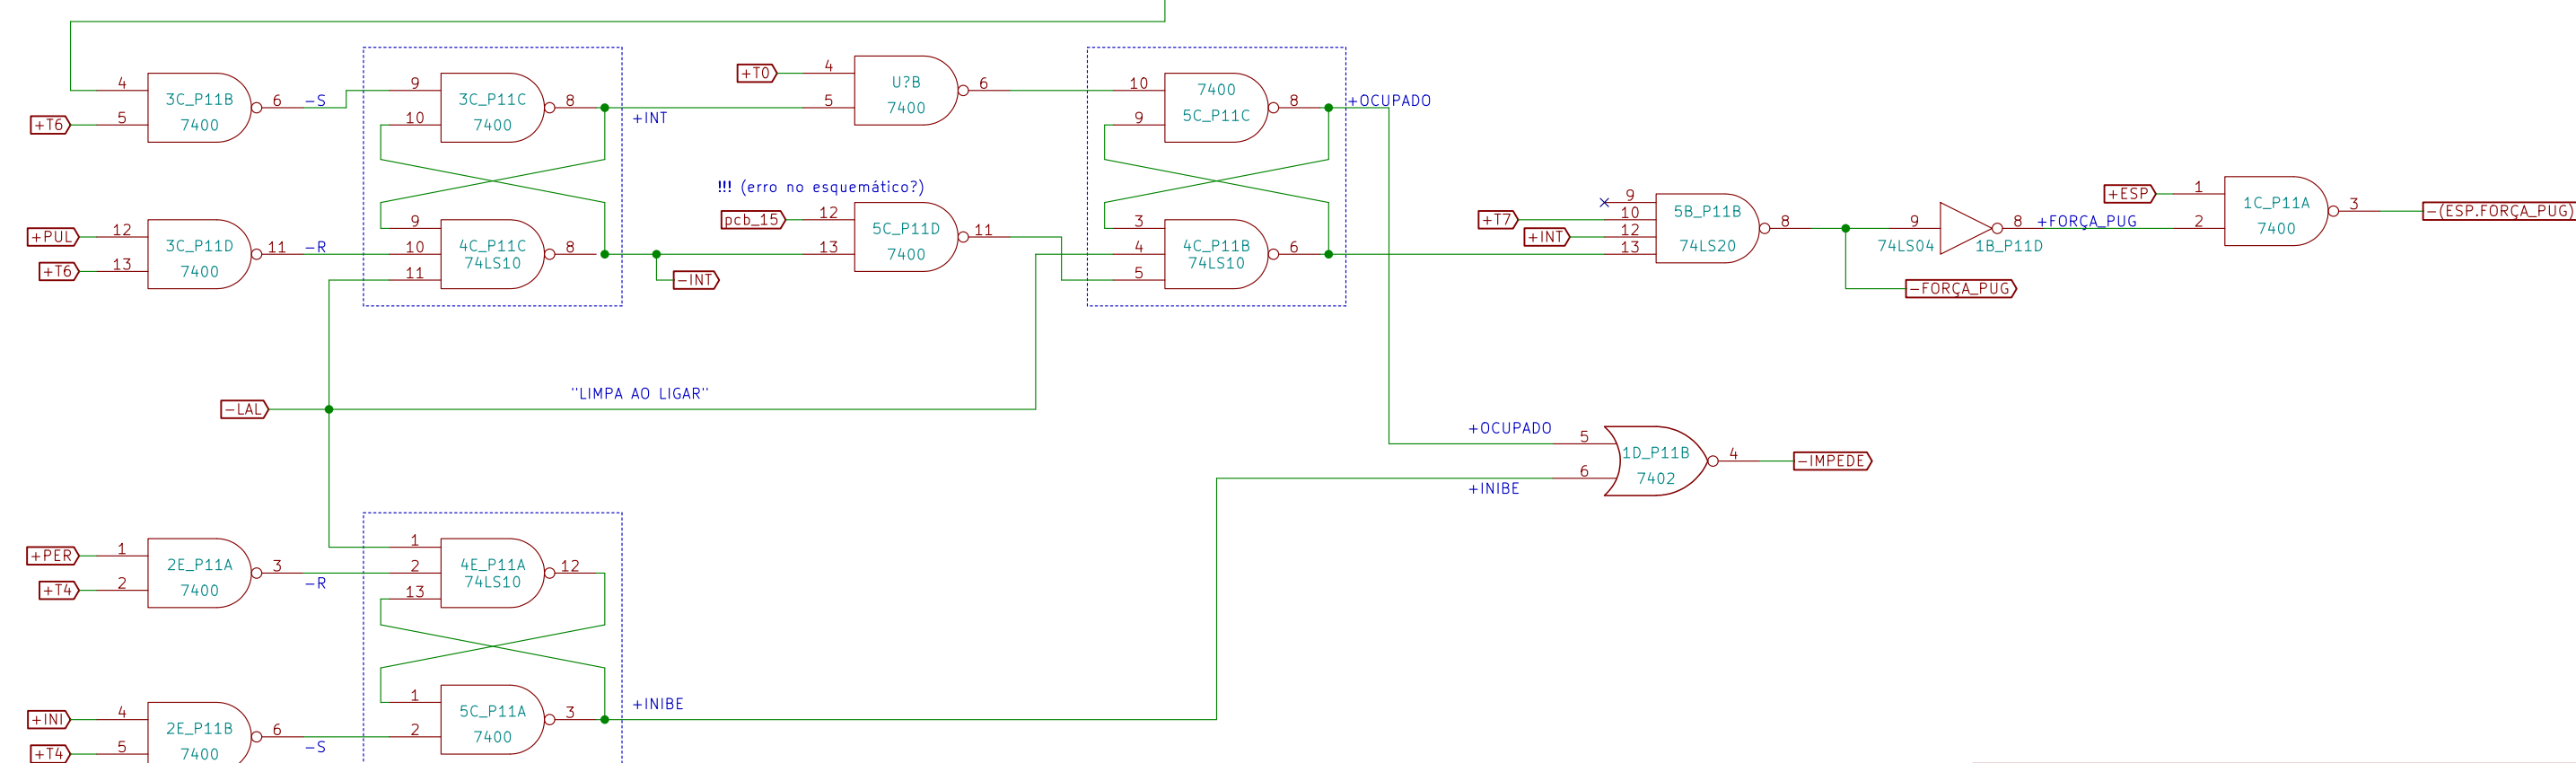 4
3C_P11B
6
-S
+T6
5
7400
9
3C_P11C
8
10
7400
+INT
+T0
4
U?B
6
5
7400
10
7400
8
+OCUPADO
9
5C_P11C
+PUL
12
3C_P11D
11
-R
+T6
13
7400
9
10
4C_P11C
8
11
74LS10
!!! (erro no esquemático?)
pcb_15
12
5C_P11D
11
13
7400
-INT
3
4
4C_P11B
6
5
74LS10
9
+T7
10
5B_P11B
8
+INT
12
13
74LS20
9
8
+FORÇA_PUG
74LS04
1B_P11D
-FORÇA_PUG
+ESP
1
1C_P11A
3
-(ESP.FORÇA_PUG)
2
7400
-LAL
"LIMPA AO LIGAR"
+OCUPADO
5
1D_P11B
4
-IMPEDE
6
7402
+INIBE
+PER
1
2E_P11A
3
-R
+T4
2
7400
1
4E_P11A
12
2
74LS10
13
+INI
4
2E_P11B
6
-S
+T4
5
7400
1
5C_P11A
3
+INIBE
2
7400